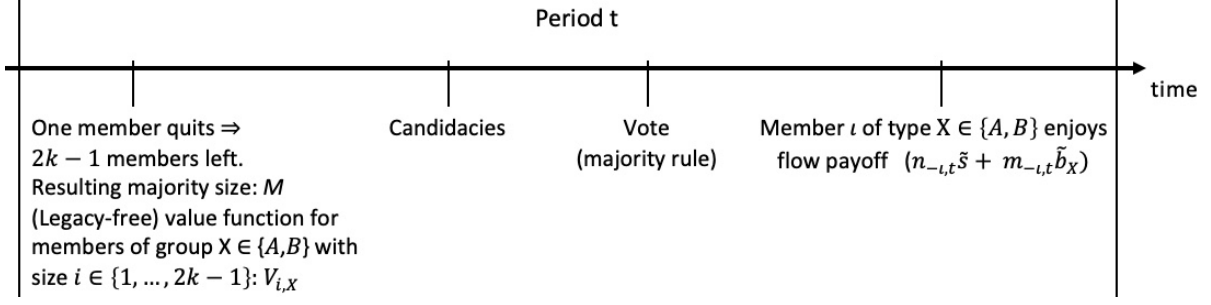 Period t
time
One member quits ⇒
2k − 1 members left.
Resulting majority size: M
(Legacy-free) value function for
members of group X ∈ {A,B} with
size i ∈ {1, …, 2k − 1}: V_{i,X}
Candidacies
Vote
(majority rule)
Member ι of type X ∈ {A, B} enjoys
flow payoff (n_{−ι,t}s̃ + m_{−ι,t}b̃_X)